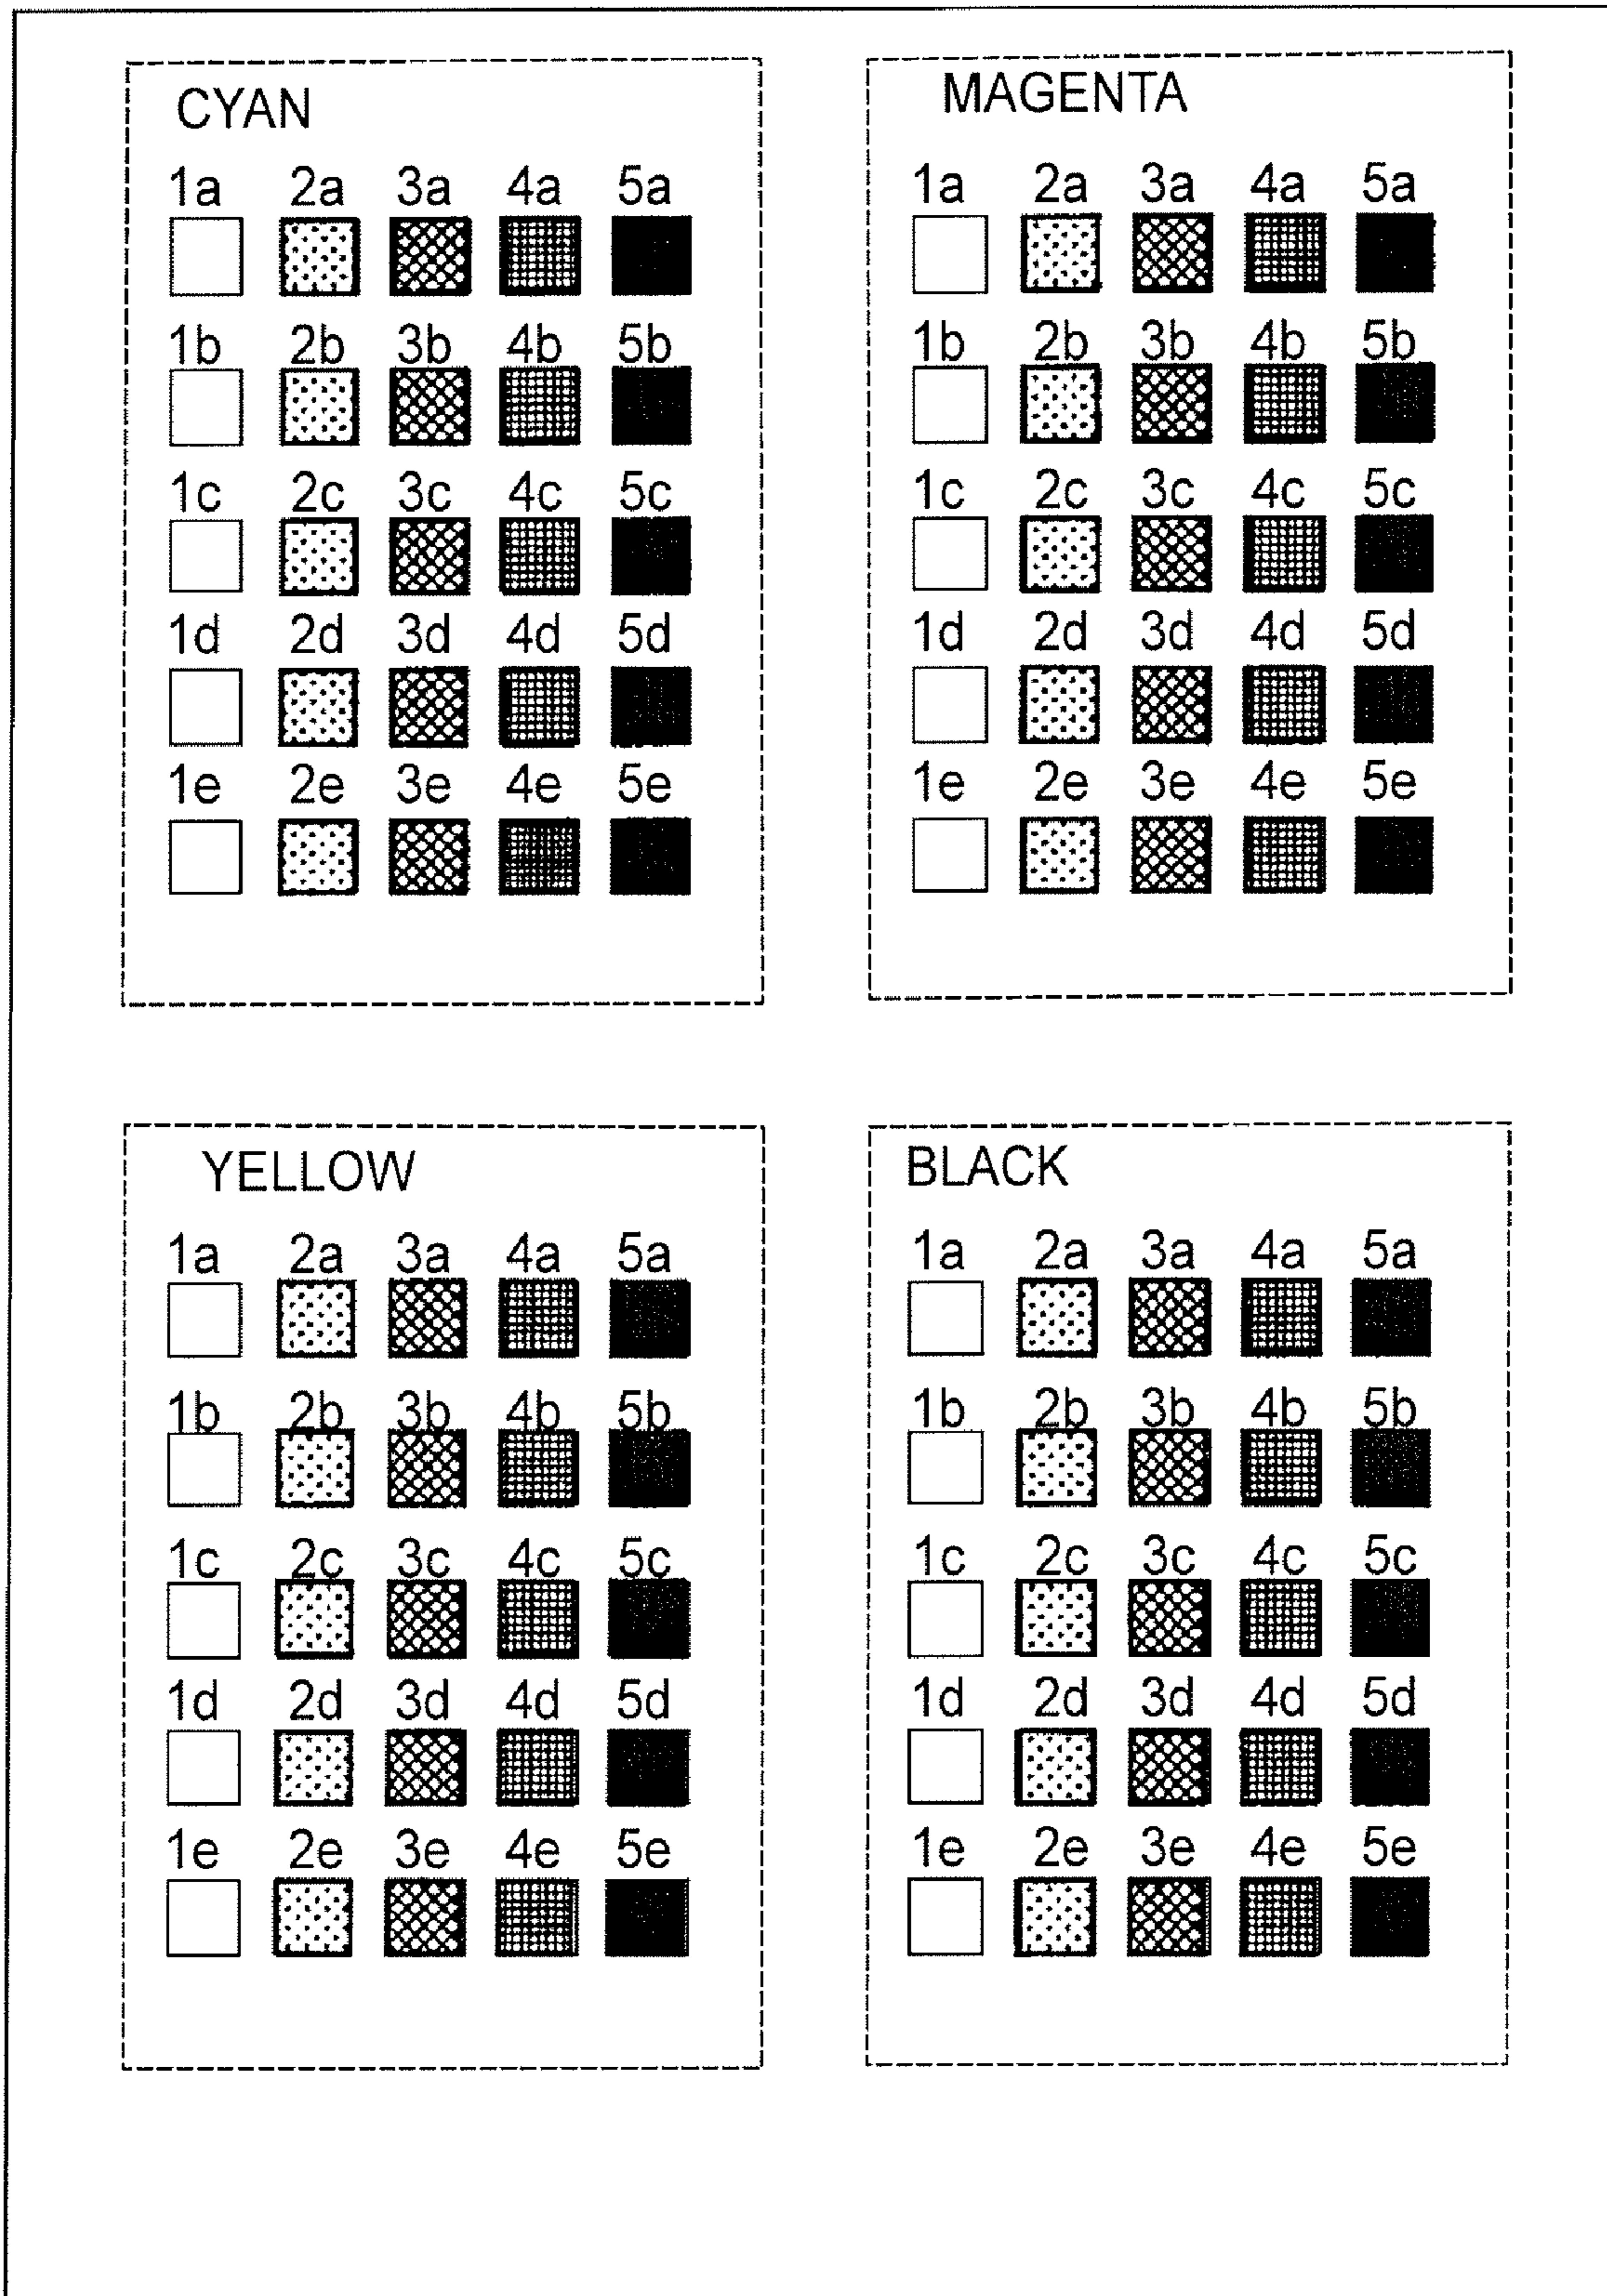 CYAN
1a 2a 3a 4a 5a
1b 2b 3b 4b 5b
1c 2c 3c 4c 5c
1d 2d 3d 4d 5d
1e 2e 3e 4e 5e
MAGENTA
1a 2a 3a 4a 5a
1b 2b 3b 4b 5b
1c 2c 3c 4c 5c
1d 2d 3d 4d 5d
1e 2e 3e 4e 5e
YELLOW
1a 2a 3a 4a 5a
1b 2b 3b 4b 5b
1c 2c 3c 4c 5c
1d 2d 3d 4d 5d
1e 2e 3e 4e 5e
BLACK
1a 2a 3a 4a 5a
1b 2b 3b 4b 5b
1c 2c 3c 4c 5c
1d 2d 3d 4d 5d
1e 2e 3e 4e 5e